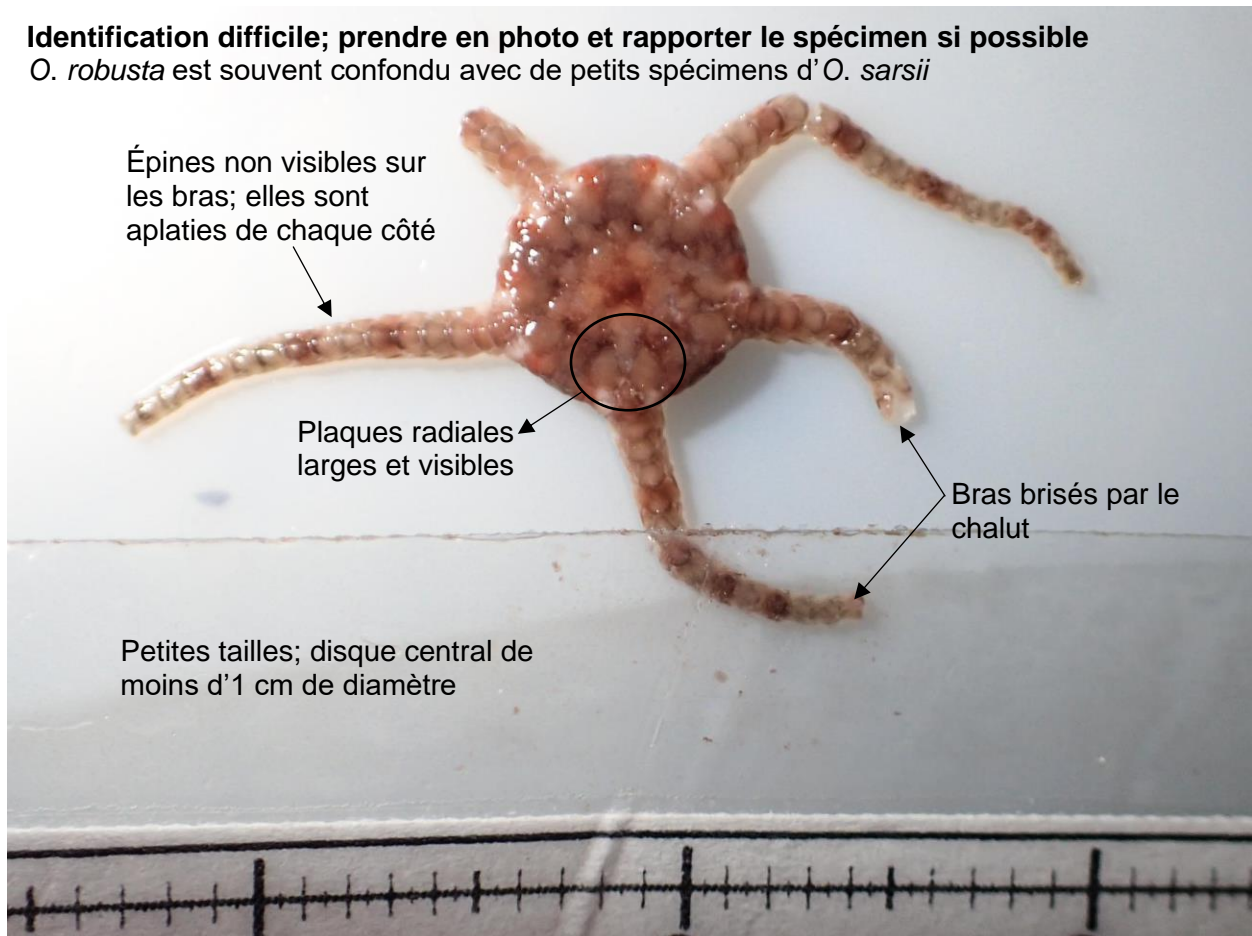 Identification difficile; prendre en photo et rapporter le spécimen si possible
O. robusta est souvent confondu avec de petits spécimens d'O. sarsii
Épines non visibles sur
les bras; elles sont
aplaties de chaque côté
Plaques radiales
larges et visibles
Bras brisés par le
chalut
Petites tailles; disque central de
moins d'1 cm de diamètre